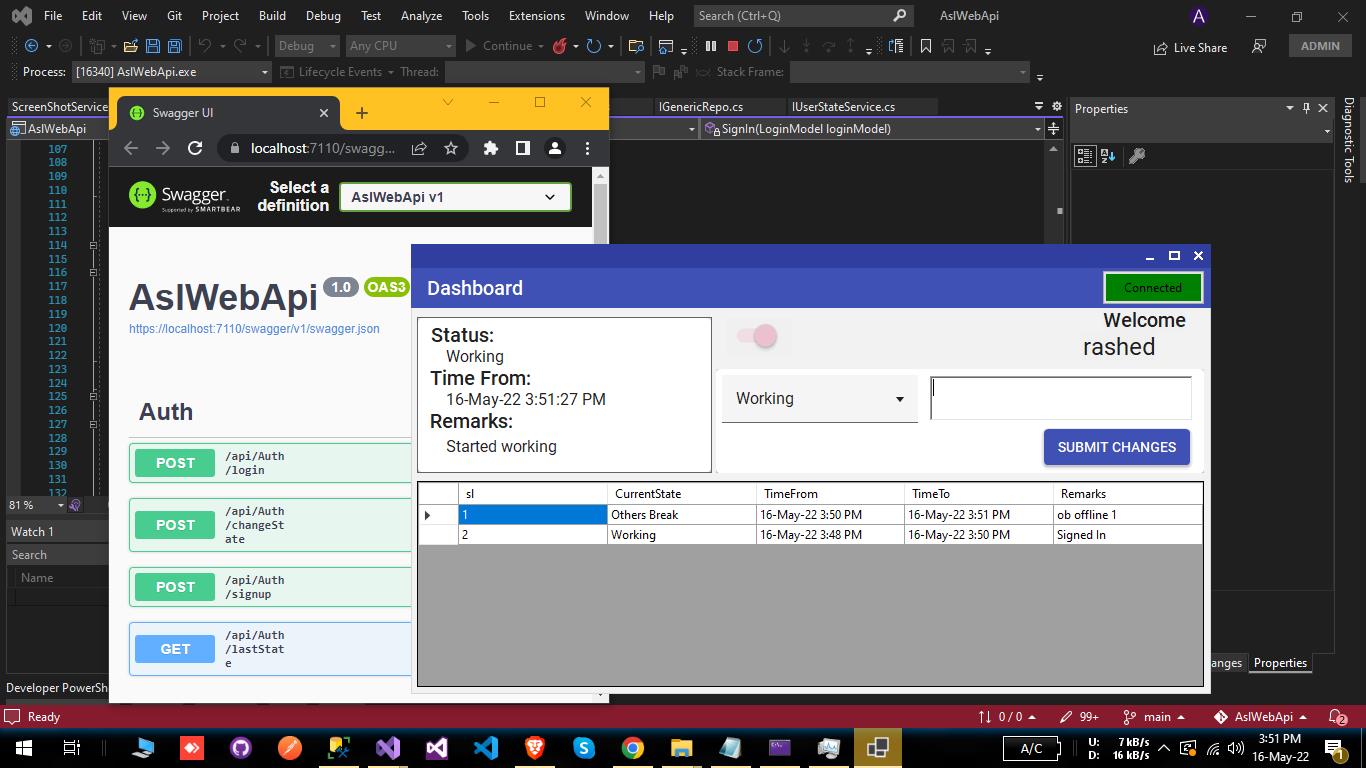 File Edit View Git Project Build Debug Test Analyze Tools Extensions Window Help Search (Ctrl+Q) AslWebApi A
Debug Any CPU Continue Live Share ADMIN
Process: [16340] AslWebApi.exe Lifecycle Events Thread: Stack Frame:
ScreenShotService IGenericRepo.cs IUserStateService.cs
AslWebApi SignIn(LoginModel loginModel)
Properties
Diagnostic Tools
107
108
109
110
111
112
113
114
115
116
117
118
119
120
121
122
123
124
125
126
127
128
129
130
131
132
81 %
Watch 1
Search
Name
Developer PowerSh
Swagger UI
localhost:7110/swagg...
Swagger
Supported by SMARTBEAR
Select a
definition
AslWebApi v1
AslWebApi 1.0 OAS3
https://localhost:7110/swagger/v1/swagger.json
Auth
POST /api/Auth
/login
POST /api/Auth
/changeSt
ate
POST /api/Auth
/signup
GET /api/Auth
/lastStat
e
Dashboard Connected
Status:
Working
Time From:
16-May-22 3:51:27 PM
Remarks:
Started working
Welcome
rashed
Working
SUBMIT CHANGES
sl CurrentState TimeFrom TimeTo Remarks
1 Others Break 16-May-22 3:50 PM 16-May-22 3:51 PM ob offline 1
2 Working 16-May-22 3:48 PM 16-May-22 3:50 PM Signed In
anges Properties
Ready 0 / 0 99+ main AslWebApi 2
A/C U: 7 kB/s
D: 16 kB/s
3:51 PM
16-May-22
1